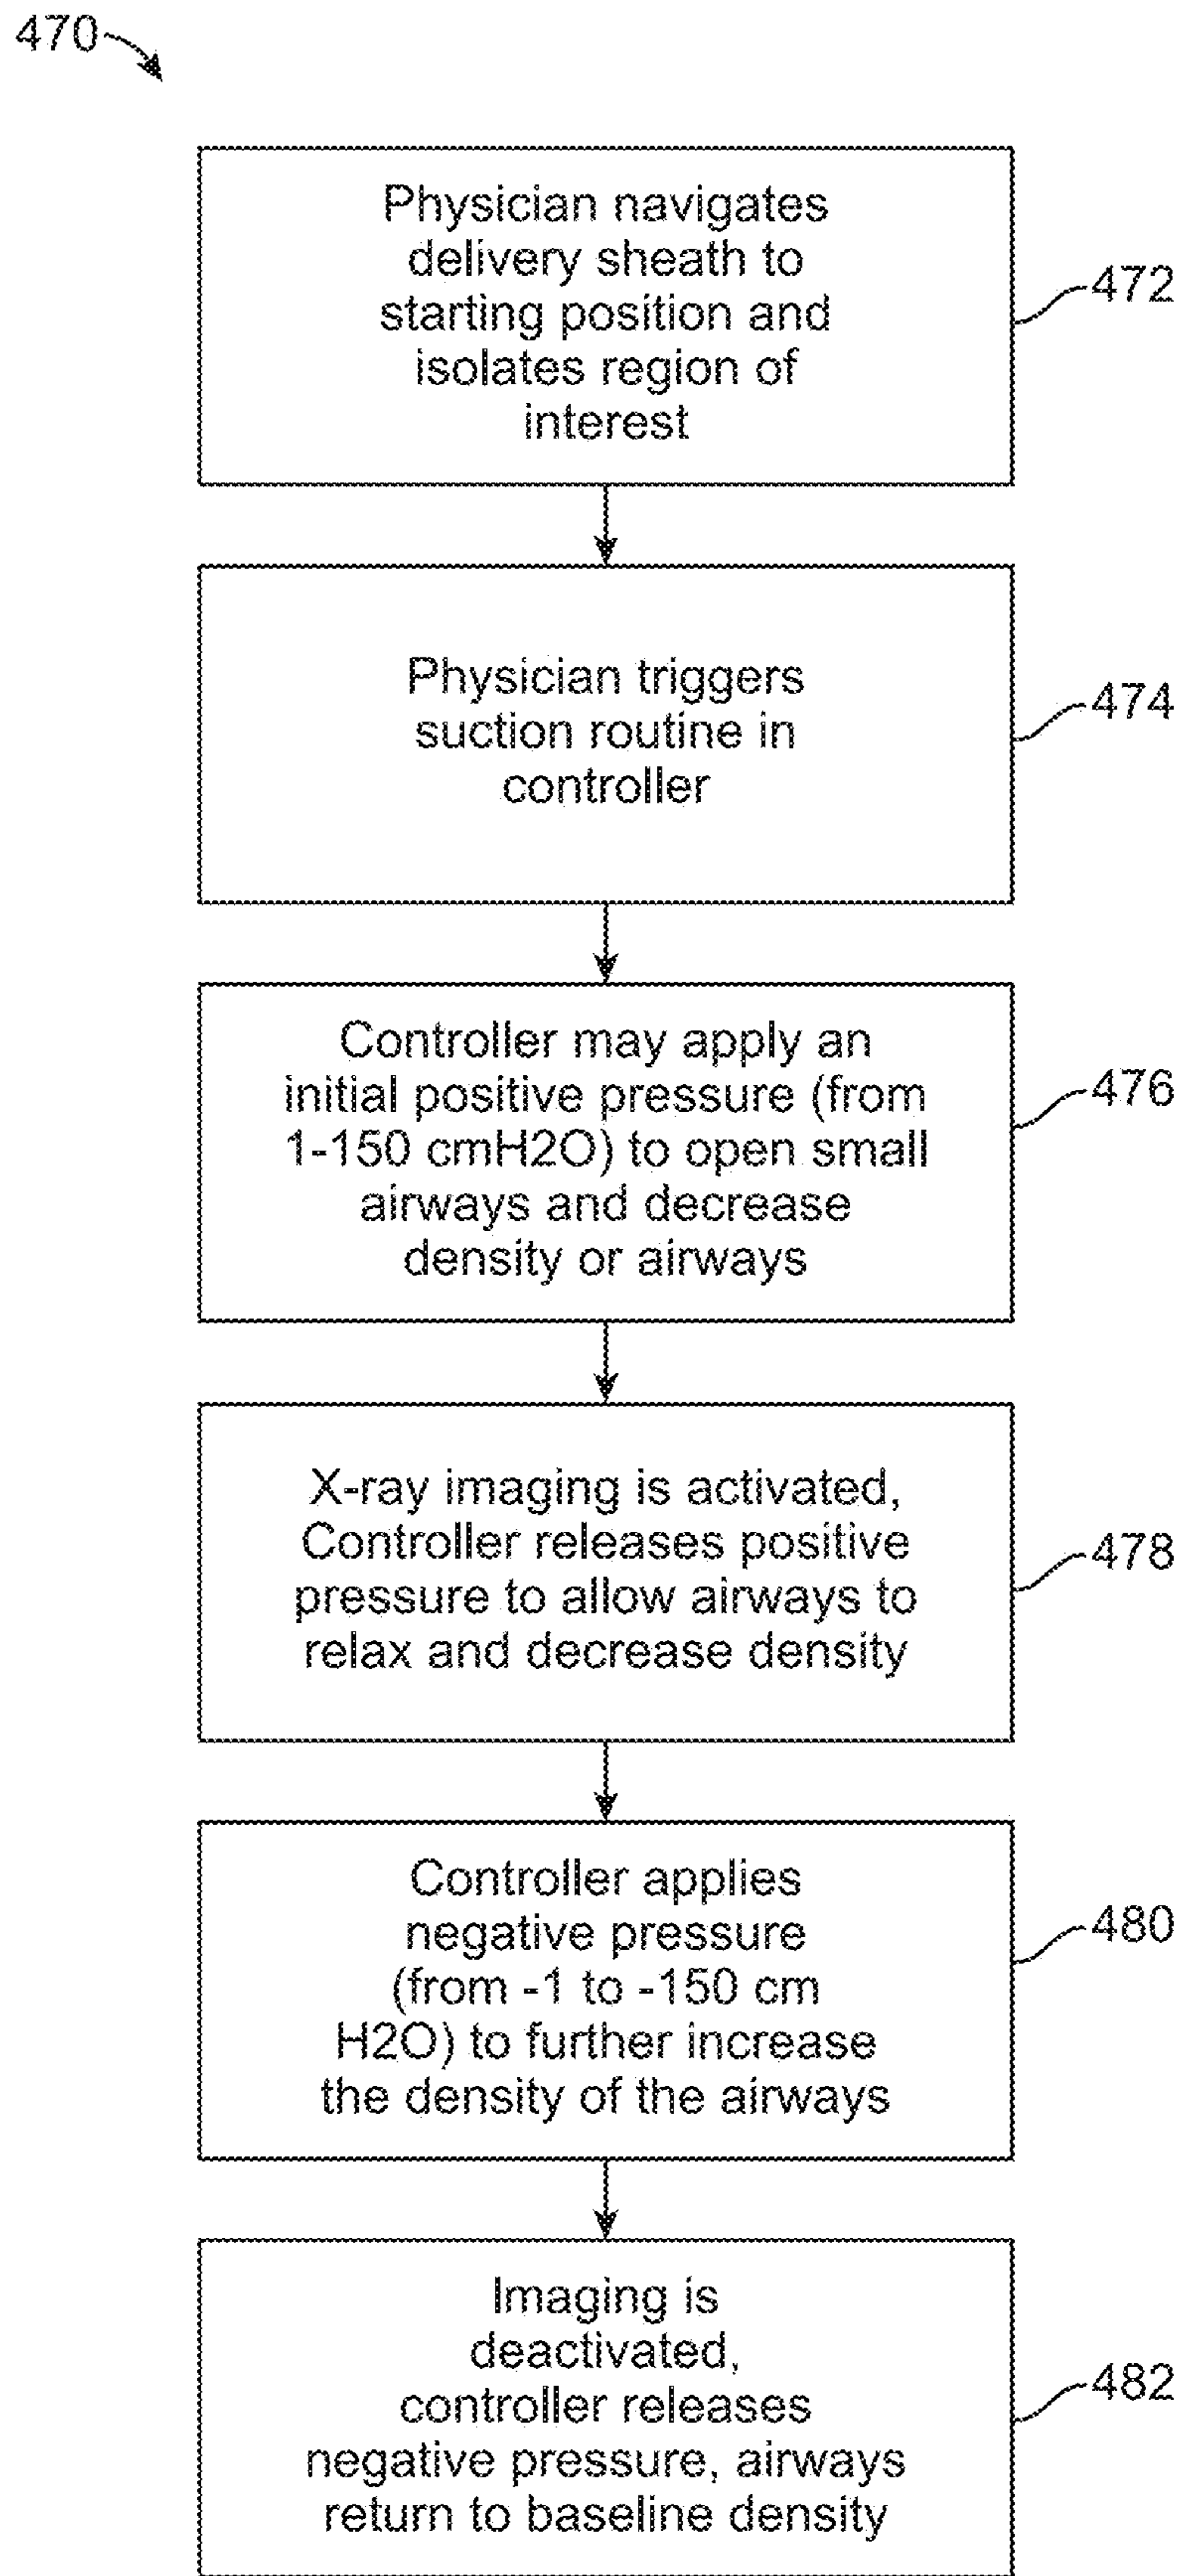 470
Physician navigates
delivery sheath to
starting position and
isolates region of
interest
472
Physician triggers
suction routine in
controller
474
Controller may apply an
initial positive pressure (from
1-150 cmH2O) to open small
airways and decrease
density or airways
476
X-ray imaging is activated,
Controller releases positive
pressure to allow airways to
relax and decrease density
478
Controller applies
negative pressure
(from -1 to -150 cm
H2O) to further increase
the density of the airways
480
Imaging is
deactivated,
controller releases
negative pressure, airways
return to baseline density
482